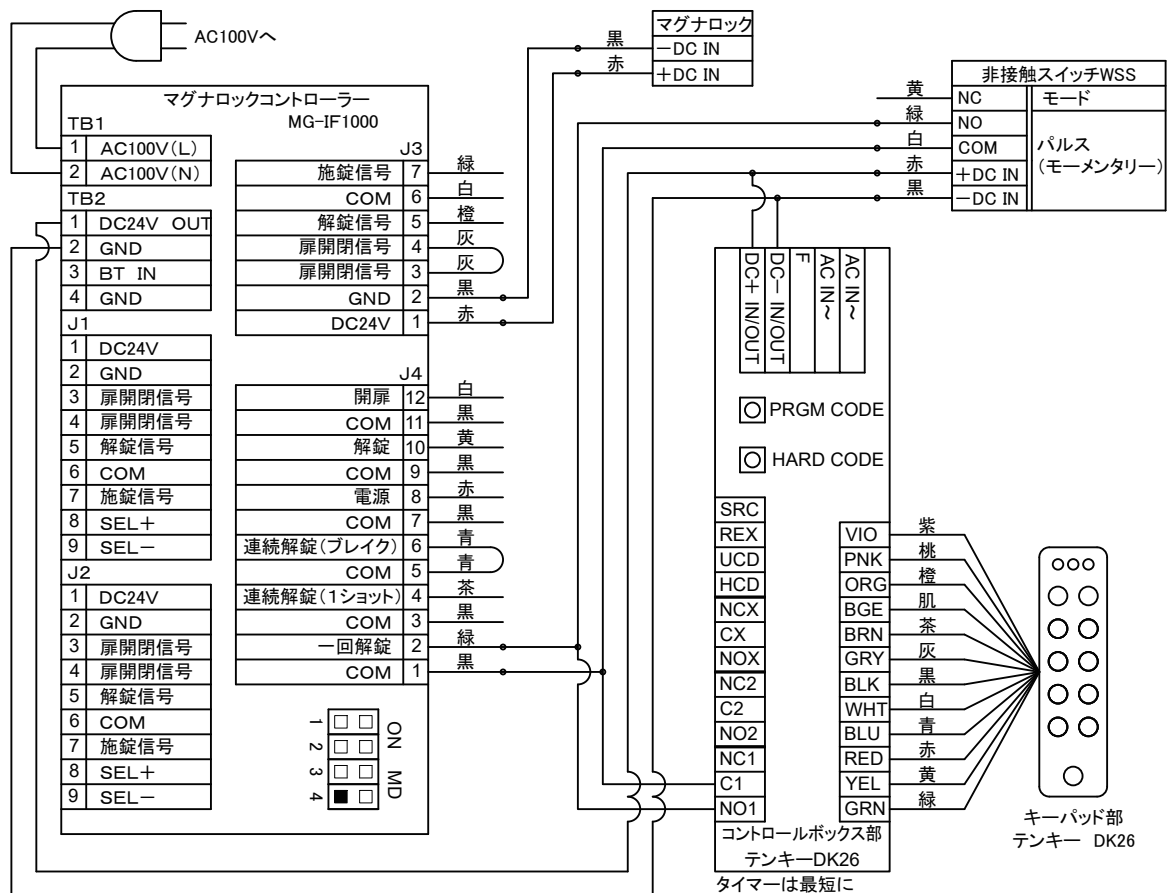 AC100Vへ
マグナロック
－DC IN
＋DC IN
黒
赤
非接触スイッチWSS
NC
モード
NO
COM
＋DC IN
－DC IN
パルス
(モーメンタリー)
黄
緑
白
赤
黒
マグナロックコントローラー
MG-IF1000
TB1
1 AC100V(L)
2 AC100V(N)
TB2
1 DC24V OUT
2 GND
3 BT IN
4 GND
J1
1 DC24V
2 GND
3 扉開閉信号
4 扉開閉信号
5 解錠信号
6 COM
7 施錠信号
8 SEL＋
9 SEL－
J2
1 DC24V
2 GND
3 扉開閉信号
4 扉開閉信号
5 解錠信号
6 COM
7 施錠信号
8 SEL＋
9 SEL－
J3
施錠信号 7 緑
COM 6 白
解錠信号 5 橙
扉開閉信号 4 灰
扉開閉信号 3 灰
GND 2 黒
DC24V 1 赤
J4
開扉 12 白
COM 11 黒
解錠 10 黄
COM 9 黒
電源 8 赤
COM 7 黒
連続解錠(ブレイク) 6 青
COM 5 青
連続解錠(1ショット) 4 茶
COM 3 黒
一回解錠 2 緑
COM 1 黒
1
2
3
4
ON
MD
DC＋ IN/OUT
DC－ IN/OUT
F
AC IN~
AC IN~
PRGM CODE
HARD CODE
SRC
REX
UCD
HCD
NCX
CX
NOX
NC2
C2
NO2
NC1
C1
NO1
VIO 紫
PNK 桃
ORG 橙
BGE 肌
BRN 茶
GRY 灰
BLK 黒
WHT 白
BLU 青
RED 赤
YEL 黄
GRN 緑
コントロールボックス部
テンキーDK26
タイマーは最短に
キーパッド部
テンキー DK26